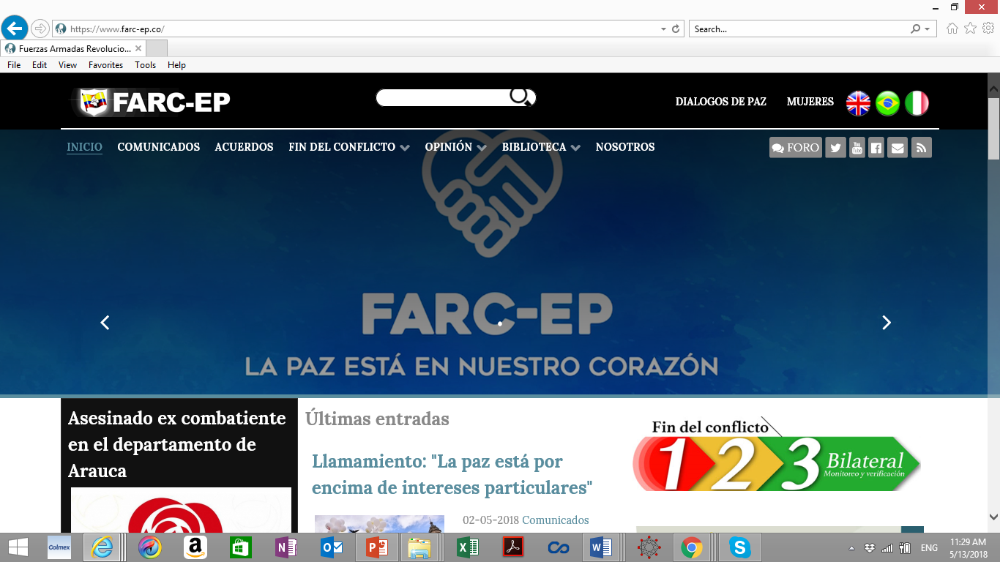 https://www.farc-ep.co/
Search...
Fuerzas Armadas Revolucio...
File Edit View Favorites Tools Help
FARC-EP
DIALOGOS DE PAZ MUJERES
INICIO COMUNICADOS ACUERDOS FIN DEL CONFLICTO OPINIÓN BIBLIOTECA NOSOTROS
FORO
You Tube
FARC-EP
LA PAZ ESTÁ EN NUESTRO CORAZÓN
Asesinado ex combatiente
en el departamento de
Arauca
Últimas entradas
Llamamiento: "La paz está por
encima de intereses particulares"
02-05-2018 Comunicados
Fin del conflicto
1 2 3 Bilateral
Monitoreo y verificación
Colmex
ENG
11:29 AM
5/13/2018